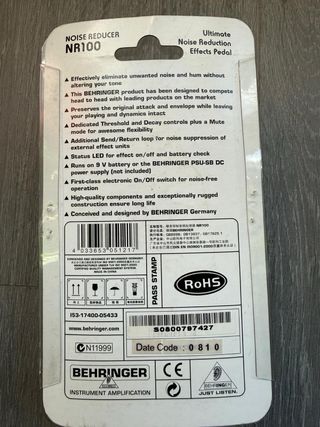 NOISE REDUCER
NR100
Ultimate
Noise Reduction
Effects Pedal
Effectively eliminate unwanted noise and hum without
altering your tone
This BEHRINGER product has been designed to compete
head to head with leading products on the market
Preserves the original attack and envelope while leaving
your playing and dynamics intact
Dedicated Threshold and Decay controls plus a Mute
mode for awesome flexibility
Additional Send/Return loop for noise suppression of
external effect units
Status LED for effect on/off and battery check
Runs on 9 V battery or the BEHRINGER PSU-SB DC
power supply (not included)
First-class electronic On/Off switch for noise-free
operation
High-quality components and exceptionally rugged
construction ensure long life
Conceived and designed by BEHRINGER Germany
4 033653 051217
PASS STAMP
RoHS
I53-17400-05433
www.behringer.com
S0800797427
N11999
Date Code : 0810
BEHRINGER
INSTRUMENT AMPLIFICATION
BEHRINGER
JUST LISTEN.